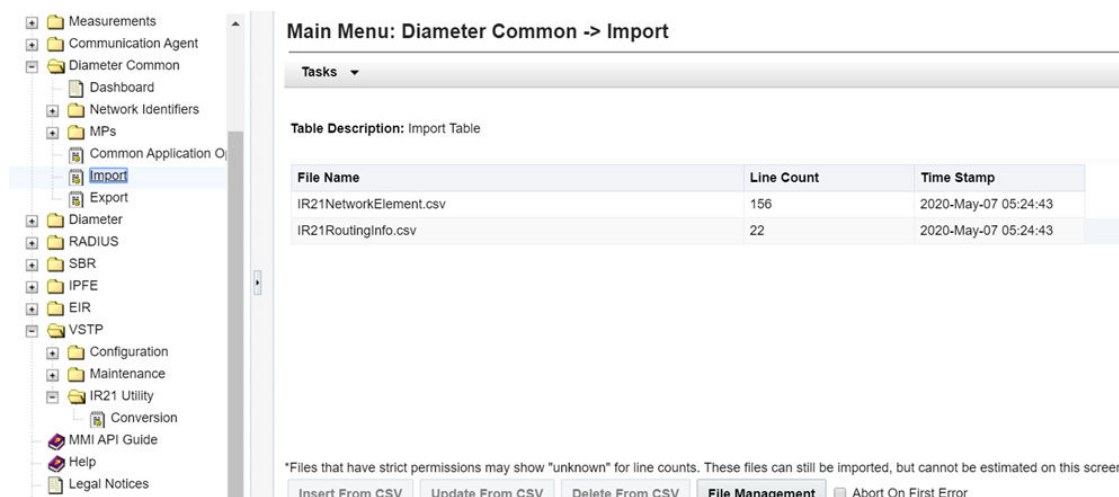 Measurements
Communication Agent
Diameter Common
Dashboard
Network Identifiers
MPs
Common Application
Import
Export
Diameter
RADIUS
SBR
IPFE
EIR
VSTP
Configuration
Maintenance
IR21 Utility
Conversion
MMI API Guide
Help
Legal Notices
Main Menu: Diameter Common -> Import
Tasks
Table Description: Import Table
File Name Line Count Time Stamp
IR21NetworkElement.csv 156 2020-May-07 05:24:43
IR21RoutingInfo.csv 22 2020-May-07 05:24:43
*Files that have strict permissions may show "unknown" for line counts. These files can still be imported, but cannot be estimated on this screen
Insert From CSV Update From CSV Delete From CSV File Management Abort On First Error